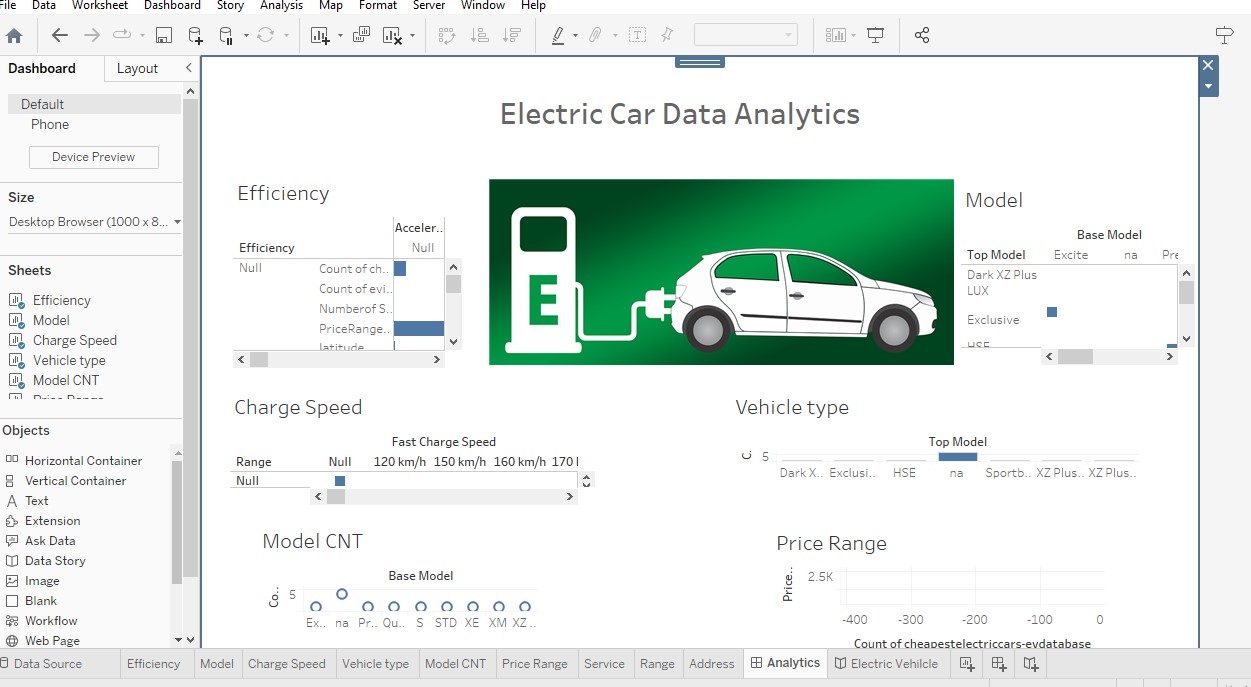 File Data Worksheet Dashboard Story Analysis Map Format Server Window Help
Dashboard Layout
Default
Phone
Device Preview
Size
Desktop Browser (1000 x 8...
Sheets
Efficiency
Model
Charge Speed
Vehicle type
Model CNT
Price Range
Objects
Horizontal Container
Vertical Container
Text
Extension
Ask Data
Data Story
Image
Blank
Workflow
Web Page
Electric Car Data Analytics
Efficiency
Acceler..
Efficiency Null
Null Count of ch..
Count of evi..
Numberof S..
PriceRange..
latitude
E
Model
Base Model
Top Model Excite na Pre
Dark XZ Plus
LUX
Exclusive
HSE
Charge Speed
Fast Charge Speed
Range Null 120 km/h 150 km/h 160 km/h 170
Null
Vehicle type
Top Model
C. 5
Dark X.. Exclusi.. HSE na Sportb.. XZ Plus.. XZ Plus..
Model CNT
Base Model
Co.. 5
Ex.. na Pr.. Qu.. S STD XE XM XZ ..
Price Range
Price.. 2.5K
-400 -300 -200 -100 0
Count of cheapestelectriccars-evdatabase
Data Source Efficiency Model Charge Speed Vehicle type Model CNT Price Range Service Range Address Analytics Electric Vehilcle